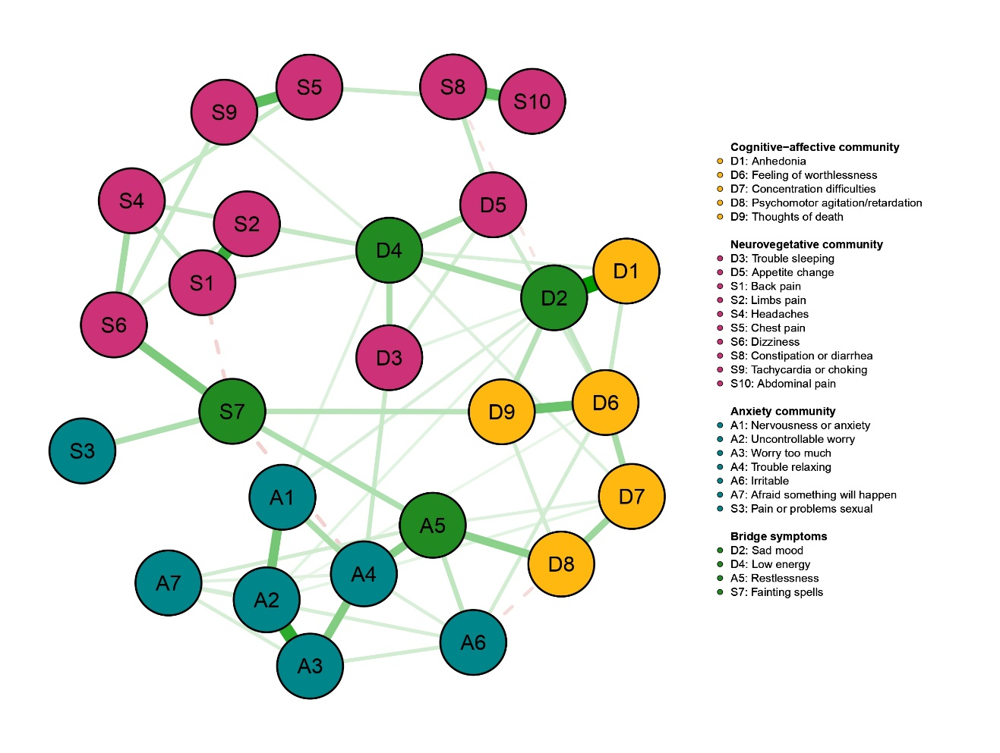 S5
S8
S10
S9
S4
D5
S2
D4
D1
S1
D2
S6
D3
D6
S7
D9
S3
A1
D7
A5
D8
A4
A7
A2
A6
A3
Cognitive−affective community
D1: Anhedonia
D6: Feeling of worthlessness
D7: Concentration difficulties
D8: Psychomotor agitation/retardation
D9: Thoughts of death
Neurovegetative community
D3: Trouble sleeping
D5: Appetite change
S1: Back pain
S2: Limbs pain
S4: Headaches
S5: Chest pain
S6: Dizziness
S8: Constipation or diarrhea
S9: Tachycardia or choking
S10: Abdominal pain
Anxiety community
A1: Nervousness or anxiety
A2: Uncontrollable worry
A3: Worry too much
A4: Trouble relaxing
A6: Irritable
A7: Afraid something will happen
S3: Pain or problems sexual
Bridge symptoms
D2: Sad mood
D4: Low energy
A5: Restlessness
S7: Fainting spells